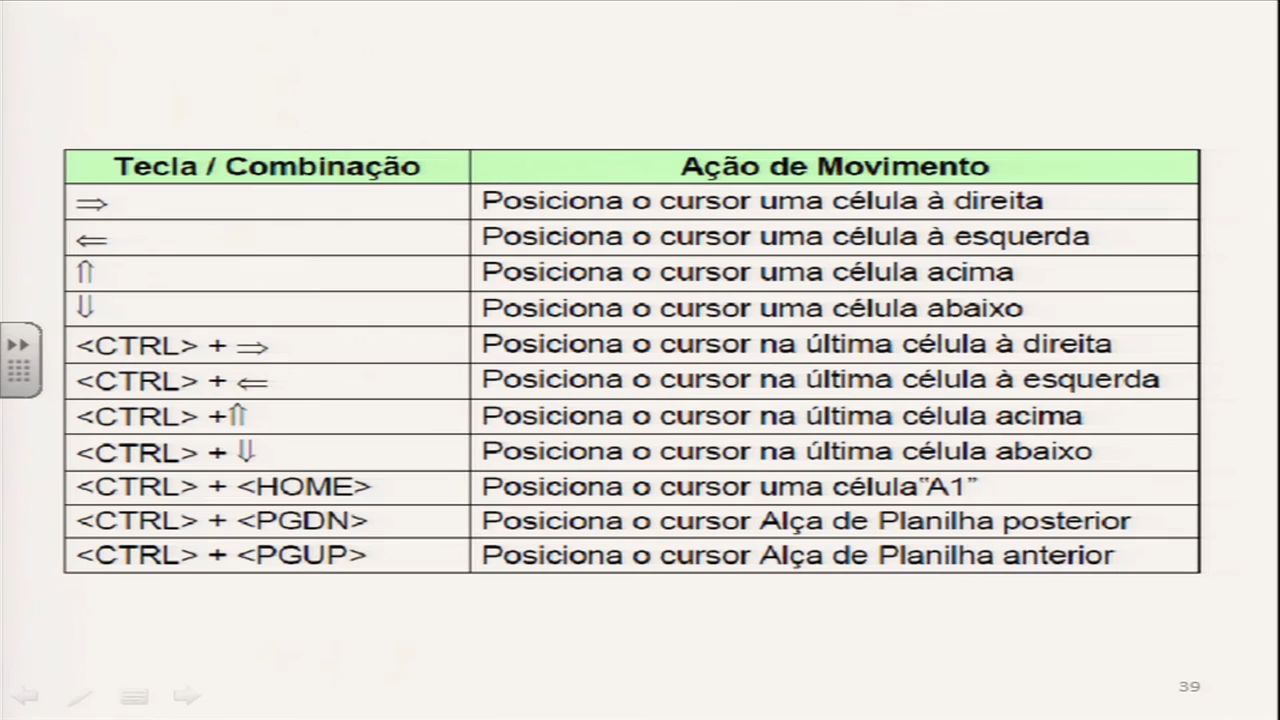 Tecla / Combinação Ação de Movimento
⇒ Posiciona o cursor uma célula à direita
⇐ Posiciona o cursor uma célula à esquerda
⇑ Posiciona o cursor uma célula acima
⇓ Posiciona o cursor uma célula abaixo
<CTRL> + ⇒ Posiciona o cursor na última célula à direita
<CTRL> + ⇐ Posiciona o cursor na última célula à esquerda
<CTRL> +⇑ Posiciona o cursor na última célula acima
<CTRL> + ⇓ Posiciona o cursor na última célula abaixo
<CTRL> + <HOME> Posiciona o cursor uma célula"A1"
<CTRL> + <PGDN> Posiciona o cursor Alça de Planilha posterior
<CTRL> + <PGUP> Posiciona o cursor Alça de Planilha anterior
39